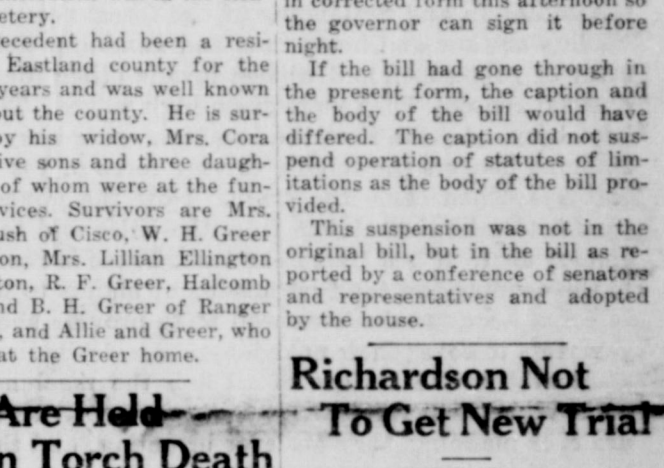 etery.
ecedent had been a resi-
Eastland county for the
years and was well known
out the county. He is sur-
by his widow, Mrs. Cora
ive sons and three daugh-
of whom were at the fun-
vices. Survivors are Mrs.
ush of Cisco, W. H. Greer
on, Mrs. Lillian Ellington
ton, R. F. Greer, Halcomb
nd B. H. Greer of Ranger
, and Allie and Greer, who
at the Greer home.
Are Held
n Torch Death
in corrected form this afternoon so
the governor can sign it before
night.
If the bill had gone through in
the present form, the caption and
the body of the bill would have
differed. The caption did not sus-
pend operation of statutes of lim-
itations as the body of the bill pro-
vided.
This suspension was not in the
original bill, but in the bill as re-
ported by a conference of senators
and representatives and adopted
by the house.
Richardson Not
To Get New Trial